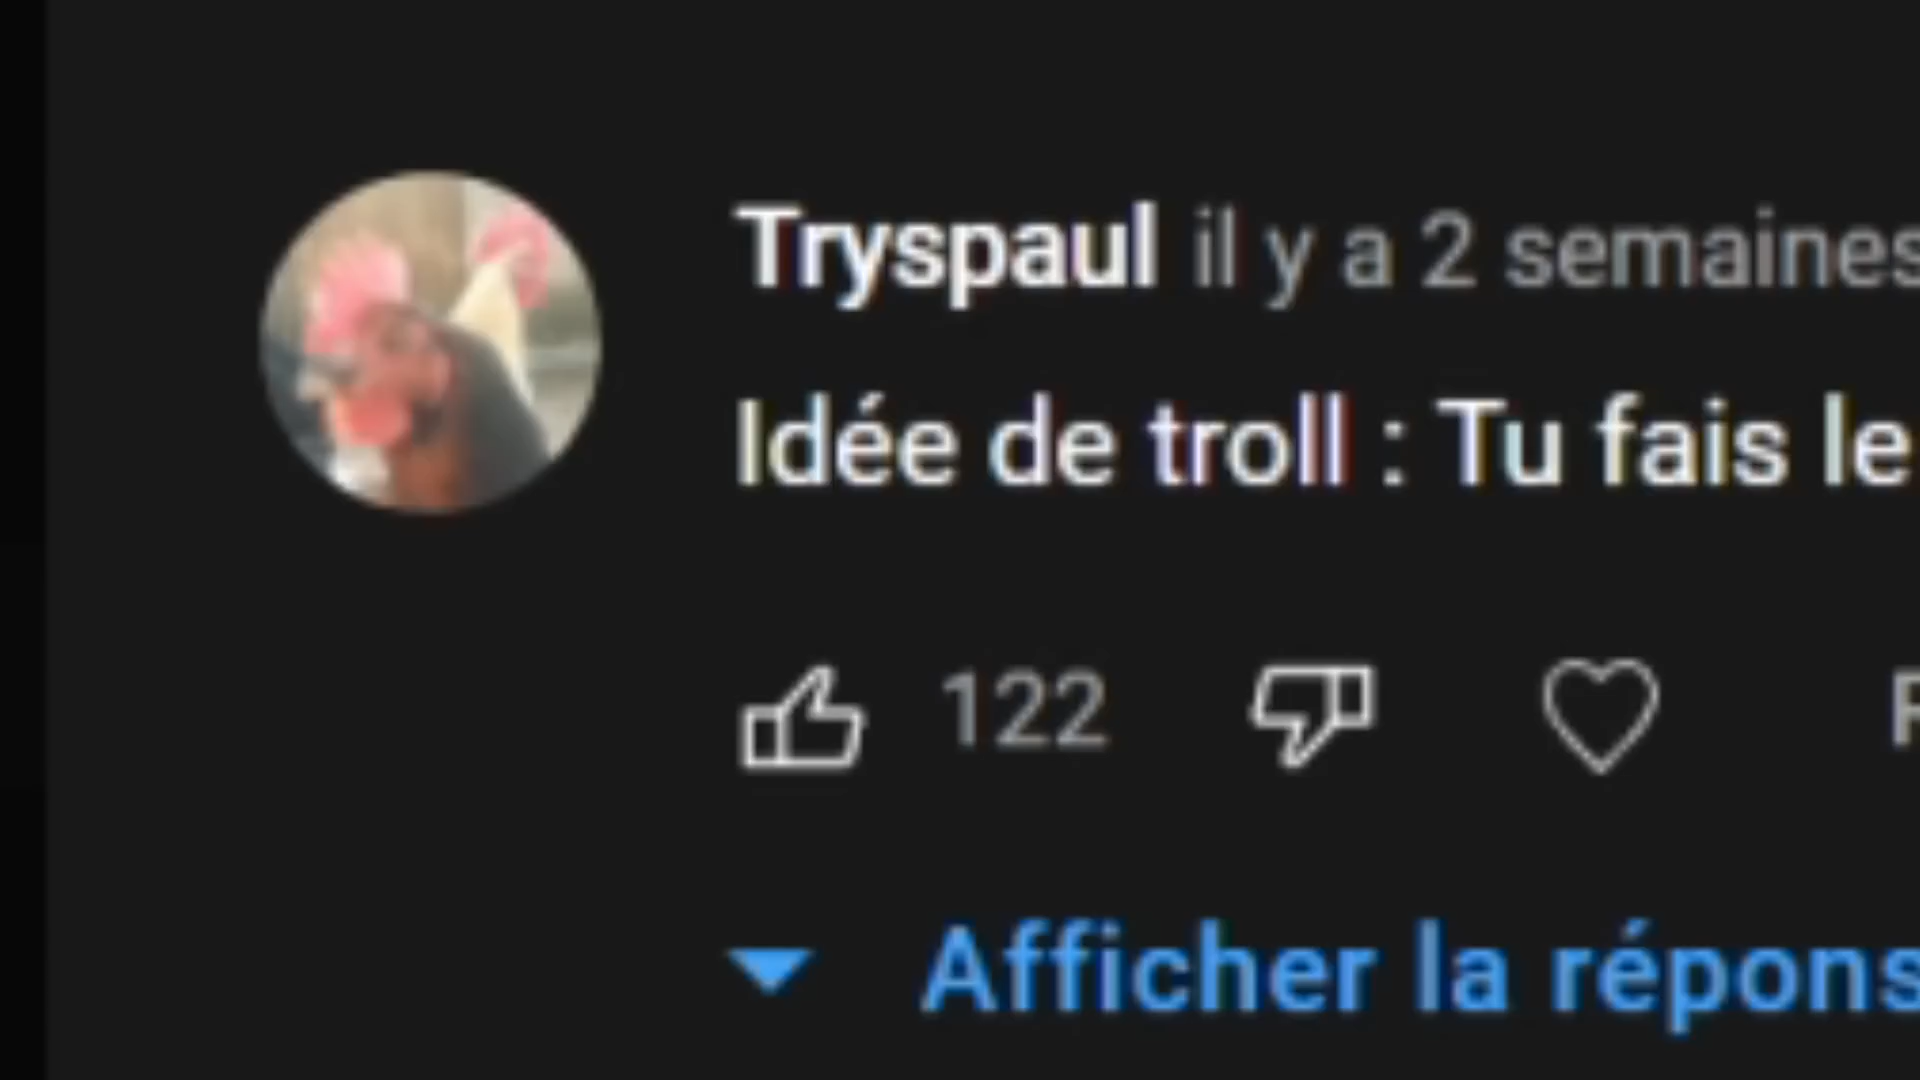 Tryspaul il y a 2 semaines
Idée de troll : Tu fais le
122
Afficher la répons